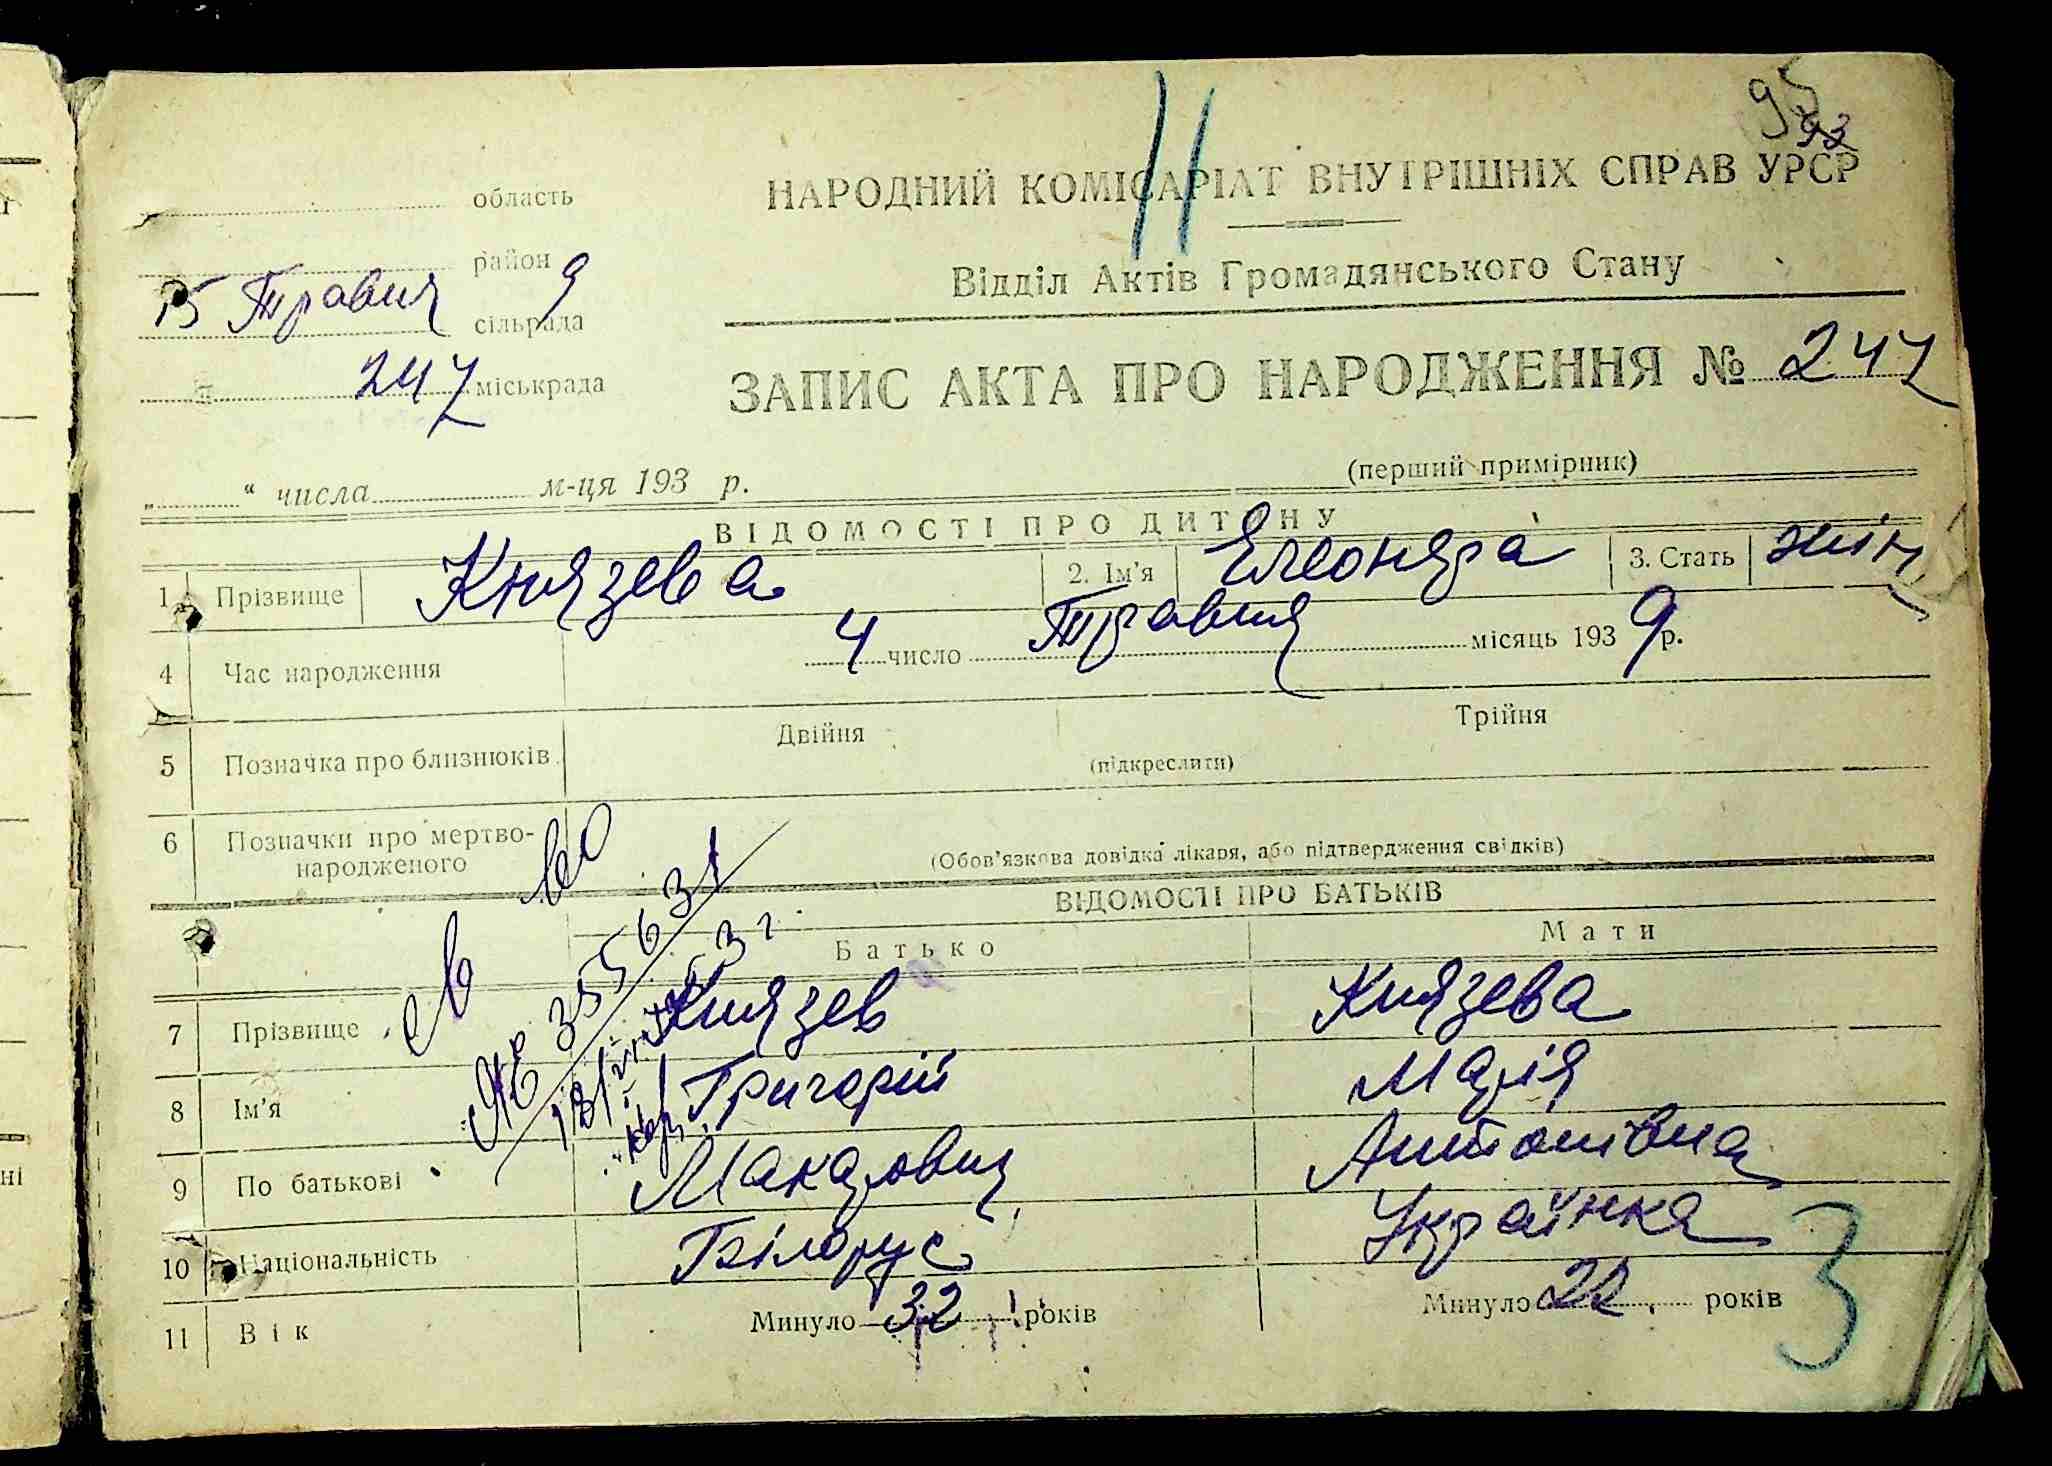 95
93
НАРОДНИЙ КОМІСАРІАТ ВНУТРІШНІХ СПРАВ УРСР
11
область
район
Відділ Актів Громадянського Стану
15 Травня 9
сільрада
247 міськрада
ЗАПИС АКТА ПРО НАРОДЖЕННЯ № 247
(перший примірник)
" числа м-ця 193 р.
ВІДОМОСТІ ПРО ДИТИНУ
1 Прізвище Князева 2. Ім'я Елеонора 3. Стать жін
4 Час народження 4 число Травня місяць 1939 р.
5 Позначка про близнюків Двійня Трійня
(підкреслити)
6 Позначки про мертво-
народженого
(Обов'язкова довідка лікаря, або підтвердження свідків)
ВІДОМОСТІ ПРО БАТЬКІВ
Батько Мати
№ 355631
7 Прізвище Князев Князева
8 Ім'я Григорій Марія
9 По батькові Макарович Антонівна
10 Національність Білорус Українка
11 Вік Минуло 32 років Минуло 22 років
3